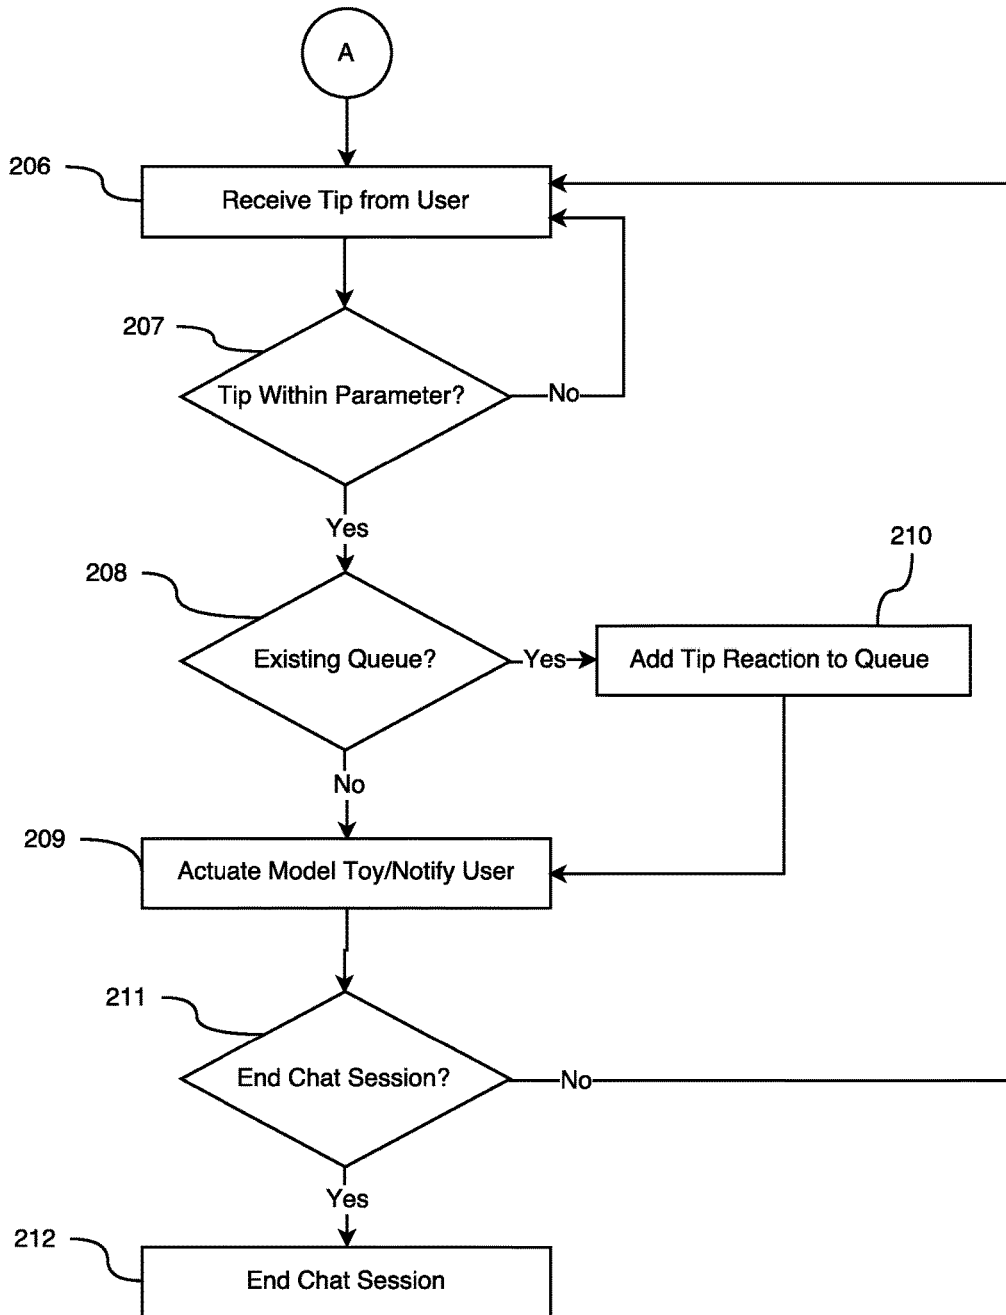 A
206
Receive Tip from User
207
Tip Within Parameter?
No
Yes
210
208
Existing Queue?
Yes
Add Tip Reaction to Queue
No
209
Actuate Model Toy/Notify User
211
End Chat Session?
No
Yes
212
End Chat Session